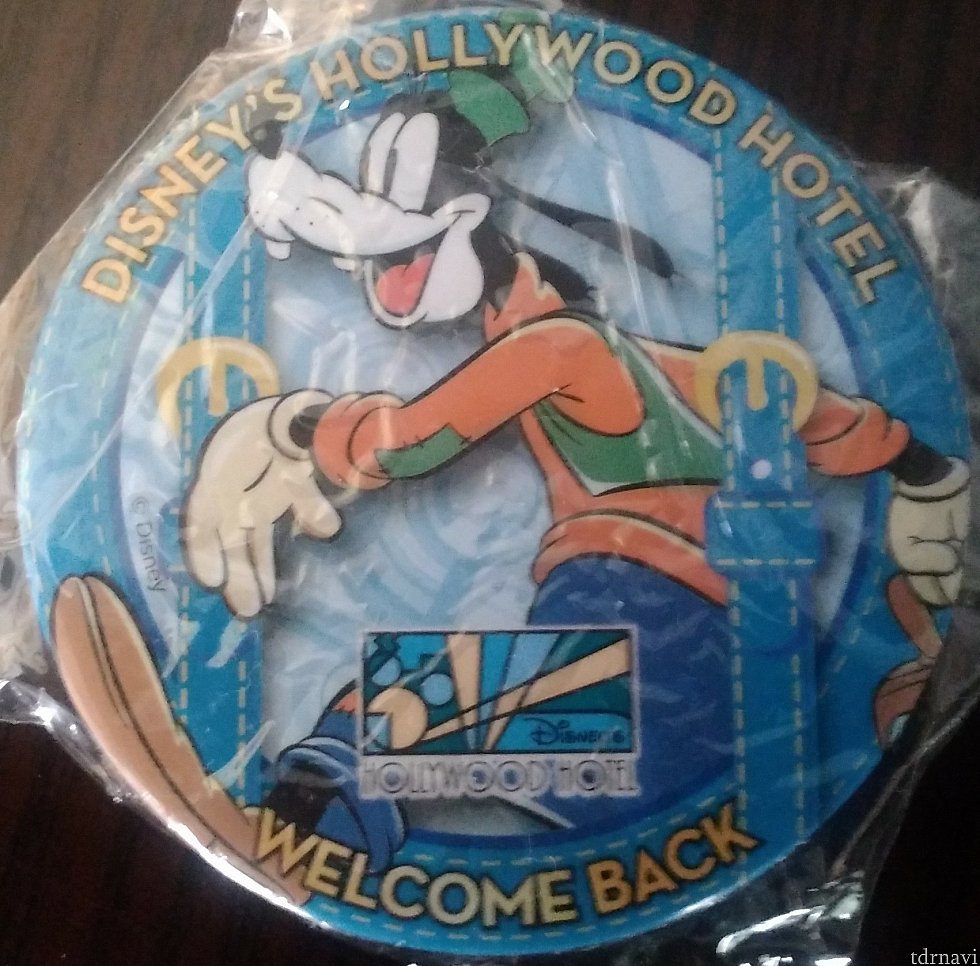 DISNEY'S HOLLYWOOD HOTEL
© Disney
DISNEY'S
HOLLYWOOD HOTEL
WELCOME BACK
tdrnavi